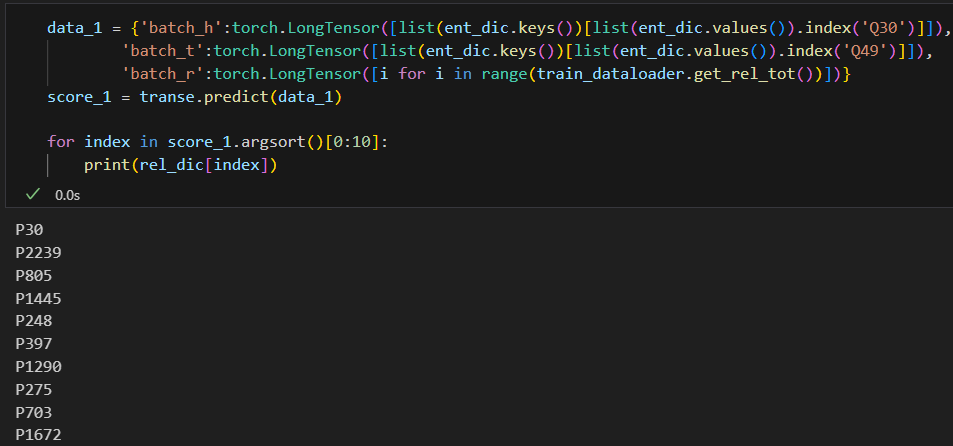 data_1 = {'batch_h':torch.LongTensor([list(ent_dic.keys())[list(ent_dic.values()).index('Q30')]]),
'batch_t':torch.LongTensor([list(ent_dic.keys())[list(ent_dic.values()).index('Q49')]]),
'batch_r':torch.LongTensor([i for i in range(train_dataloader.get_rel_tot())])}
score_1 = transe.predict(data_1)
for index in score_1.argsort()[0:10]:
print(rel_dic[index])
0.0s
P30
P2239
P805
P1445
P248
P397
P1290
P275
P703
P1672